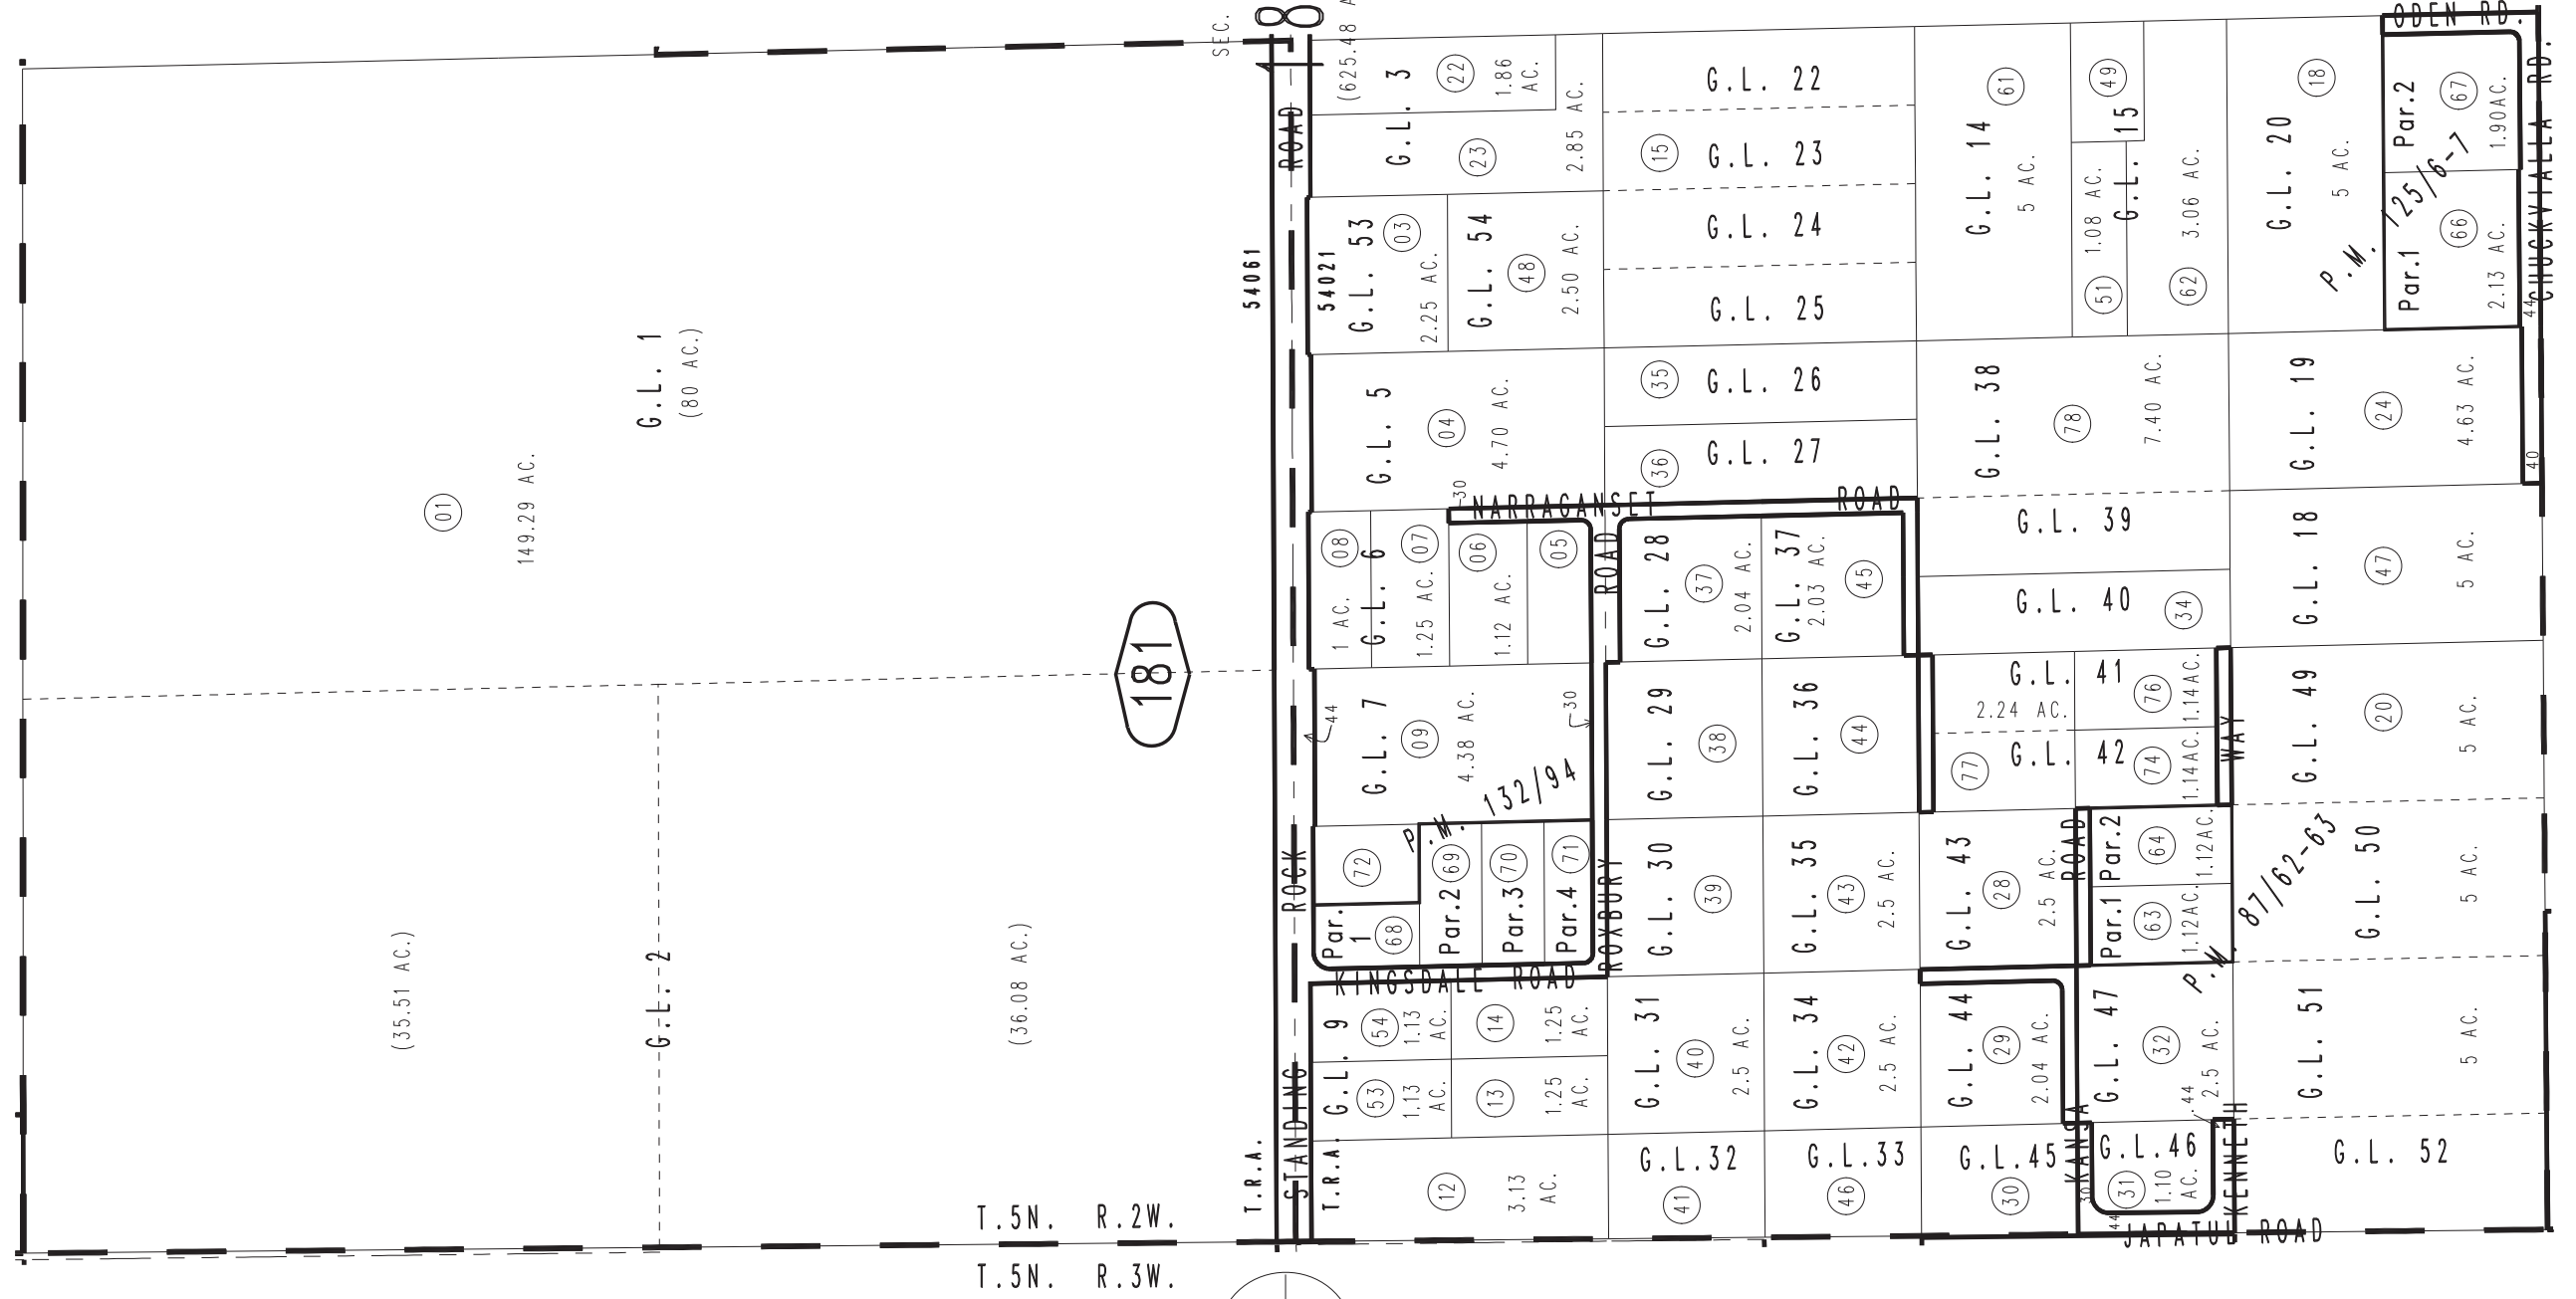 SEC.
18
(625.48 A
ODEN RD.
CHUCKVIALLA RD.
G.L. 1
(80 AC.)
01
149.29 AC.
181
G.L. 2
(35.51 AC.)
(36.08 AC.)
T.5N. R.2W.
T.5N. R.3W.
54061
54021
T.R.A.
T.R.A.
STANDING ROCK ROAD
G.L. 3
22
1.86 AC.
23
2.85 AC.
G.L. 53
03
2.25 AC.
G.L. 54
48
2.50 AC.
G.L. 5
04
4.70 AC.
30
NARRAGANSET ROAD
08
1 AC.
G.L. 6
07
1.25 AC.
06
1.12 AC.
05
G.L. 7
09
4.38 AC.
44
30
P.M. 132/94
72
Par. 1
68
Par.2
69
Par.3
70
Par.4
71
KINGSDALE ROAD
ROXBURY ROAD
G.L. 9
54
1.13 AC.
14
1.25 AC.
53
1.13 AC.
13
1.25 AC.
12
3.13 AC.
G.L. 22
15
G.L. 23
G.L. 24
G.L. 25
35
G.L. 26
36
G.L. 27
G.L. 28
37
2.04 AC.
G.L. 37
45
2.03 AC.
G.L. 29
38
G.L. 36
44
G.L. 30
39
G.L. 35
43
2.5 AC.
G.L. 31
40
2.5 AC.
G.L. 34
42
2.5 AC.
G.L.32
41
G.L.33
46
G.L. 14
61
5 AC.
49
G.L. 15
51
1.08 AC.
62
3.06 AC.
G.L. 38
78
7.40 AC.
G.L. 39
G.L. 40
34
G.L. 41
2.24 AC.
76
1.14AC.
G.L. 42
77
74
1.14AC.
G.L. 43
28
2.5 AC.
Par.2
64
1.12AC.
Par.1
63
1.12AC.
P.M. 87/62-63
G.L. 44
29
2.04 AC.
G.L. 47
32
2.5 AC.
44
G.L.45
30
G.L.46
31
1.10 AC.
30
44
KANSA ROAD
KENNETH WAY
JAPATUL ROAD
G.L. 20
18
5 AC.
P.M. 125/6-7
Par.2
67
1.90AC.
Par.1
66
2.13 AC.
44
G.L. 19
24
4.63 AC.
40
G.L. 18
47
5 AC.
G.L. 49
20
5 AC.
G.L. 50
5 AC.
G.L. 51
5 AC.
G.L. 52